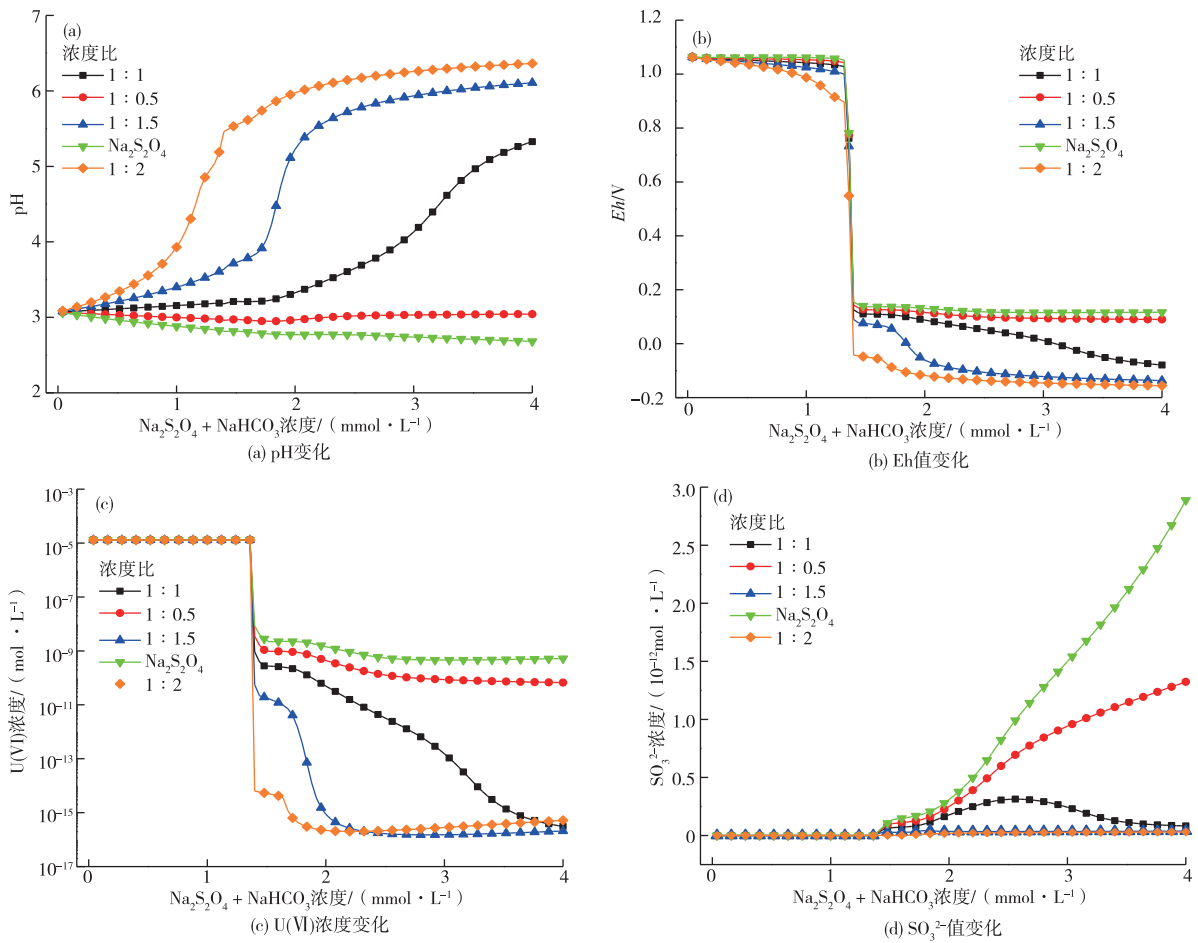 (a)
浓度比
1：1
1：0.5
1：1.5
Na₂S₂O₄
1：2
7
6
5
4
3
2
pH
0 1 2 3 4
Na₂S₂O₄ + NaHCO₃浓度/（mmol·L⁻¹）
(a) pH变化
(b)
浓度比
1：1
1：0.5
1：1.5
Na₂S₂O₄
1：2
1.2
1.0
0.8
0.6
0.4
0.2
0.0
−0.2
Eh/V
0 1 2 3 4
Na₂S₂O₄ + NaHCO₃浓度/（mmol·L⁻¹）
(b) Eh值变化
(c)
浓度比
1：1
1：0.5
1：1.5
Na₂S₂O₄
1：2
10⁻³
10⁻⁵
10⁻⁷
10⁻⁹
10⁻¹¹
10⁻¹³
10⁻¹⁵
10⁻¹⁷
U(VI)浓度/（mol·L⁻¹）
0 1 2 3 4
Na₂S₂O₄ + NaHCO₃浓度/（mmol·L⁻¹）
(c) U(Ⅵ)浓度变化
(d)
浓度比
1：1
1：0.5
1：1.5
Na₂S₂O₄
1：2
3.0
2.5
2.0
1.5
1.0
0.5
0
SO₃²⁻浓度/（10⁻¹²mol·L⁻¹）
0 1 2 3 4
Na₂S₂O₄ + NaHCO₃浓度/（mmol·L⁻¹）
(d) SO₃²⁻值变化